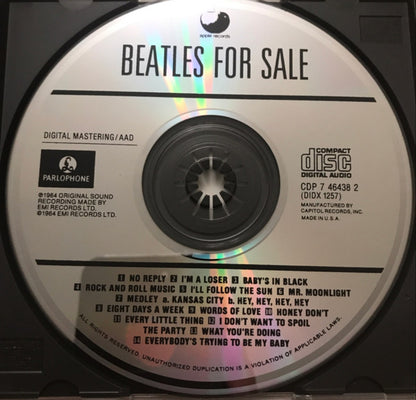 apple records
BEATLES FOR SALE
DIGITAL MASTERING/AAD
PARLOPHONE
℗1964 ORIGINAL SOUND
RECORDING MADE BY
EMI RECORDS LTD.
©1964 EMI RECORDS LTD.
COMPACT
disc
DIGITAL AUDIO
CDP 7 46438 2
(DIDX 1257)
MANUFACTURED BY
CAPITOL RECORDS, INC.
MADE IN U.S.A.
1 NO REPLY 2 I'M A LOSER 3 BABY'S IN BLACK
4 ROCK AND ROLL MUSIC 5 I'LL FOLLOW THE SUN 6 MR. MOONLIGHT
7 MEDLEY a. KANSAS CITY b. HEY, HEY, HEY, HEY
8 EIGHT DAYS A WEEK 9 WORDS OF LOVE 10 HONEY DON'T
11 EVERY LITTLE THING 12 I DON'T WANT TO SPOIL
THE PARTY 13 WHAT YOU'RE DOING
14 EVERYBODY'S TRYING TO BE MY BABY
ALL RIGHTS RESERVED. UNAUTHORIZED DUPLICATION IS A VIOLATION OF APPLICABLE LAWS.